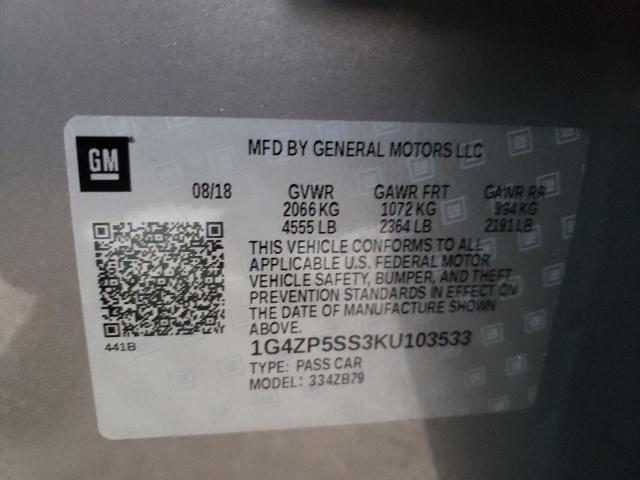 GM
MFD BY GENERAL MOTORS LLC
08/18 GVWR GAWR FRT GAWR RR
2066 KG 1072 KG 994 KG
4555 LB 2364 LB 2191 LB
THIS VEHICLE CONFORMS TO ALL
APPLICABLE U.S. FEDERAL MOTOR
VEHICLE SAFETY, BUMPER, AND THEFT
PREVENTION STANDARDS IN EFFECT ON
THE DATE OF MANUFACTURE SHOWN
ABOVE.
441B
1G4ZP5SS3KU103533
TYPE: PASS CAR
MODEL: 334ZB79